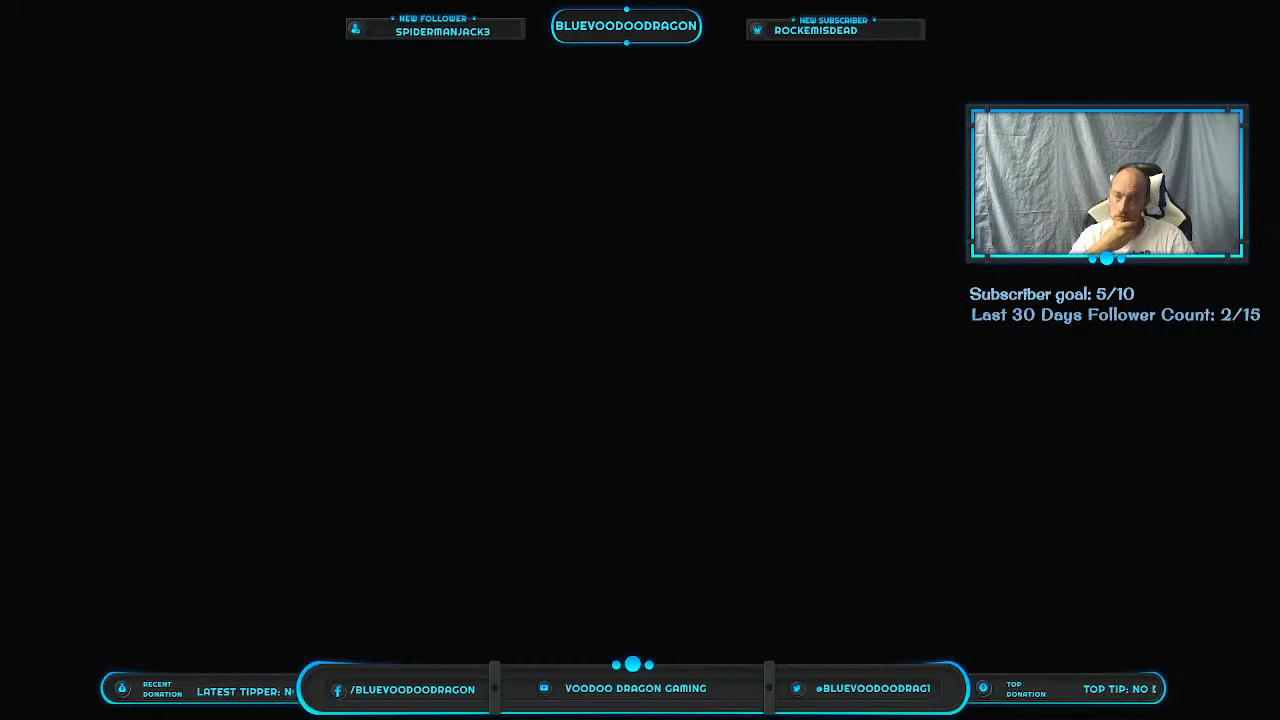 NEW FOLLOWER
SPIDERMANJACK3
BLUEVOODOODRAGON
NEW SUBSCRIBER
ROCKEMISDEAD
Subscriber goal: 5/10
Last 30 Days Follower Count: 2/15
RECENT
DONATION
LATEST TIPPER: N
/BLUEVOODOODRAGON
VOODOO DRAGON GAMING
@BLUEVOODOODRAG1
TOP
DONATION
TOP TIP: NO